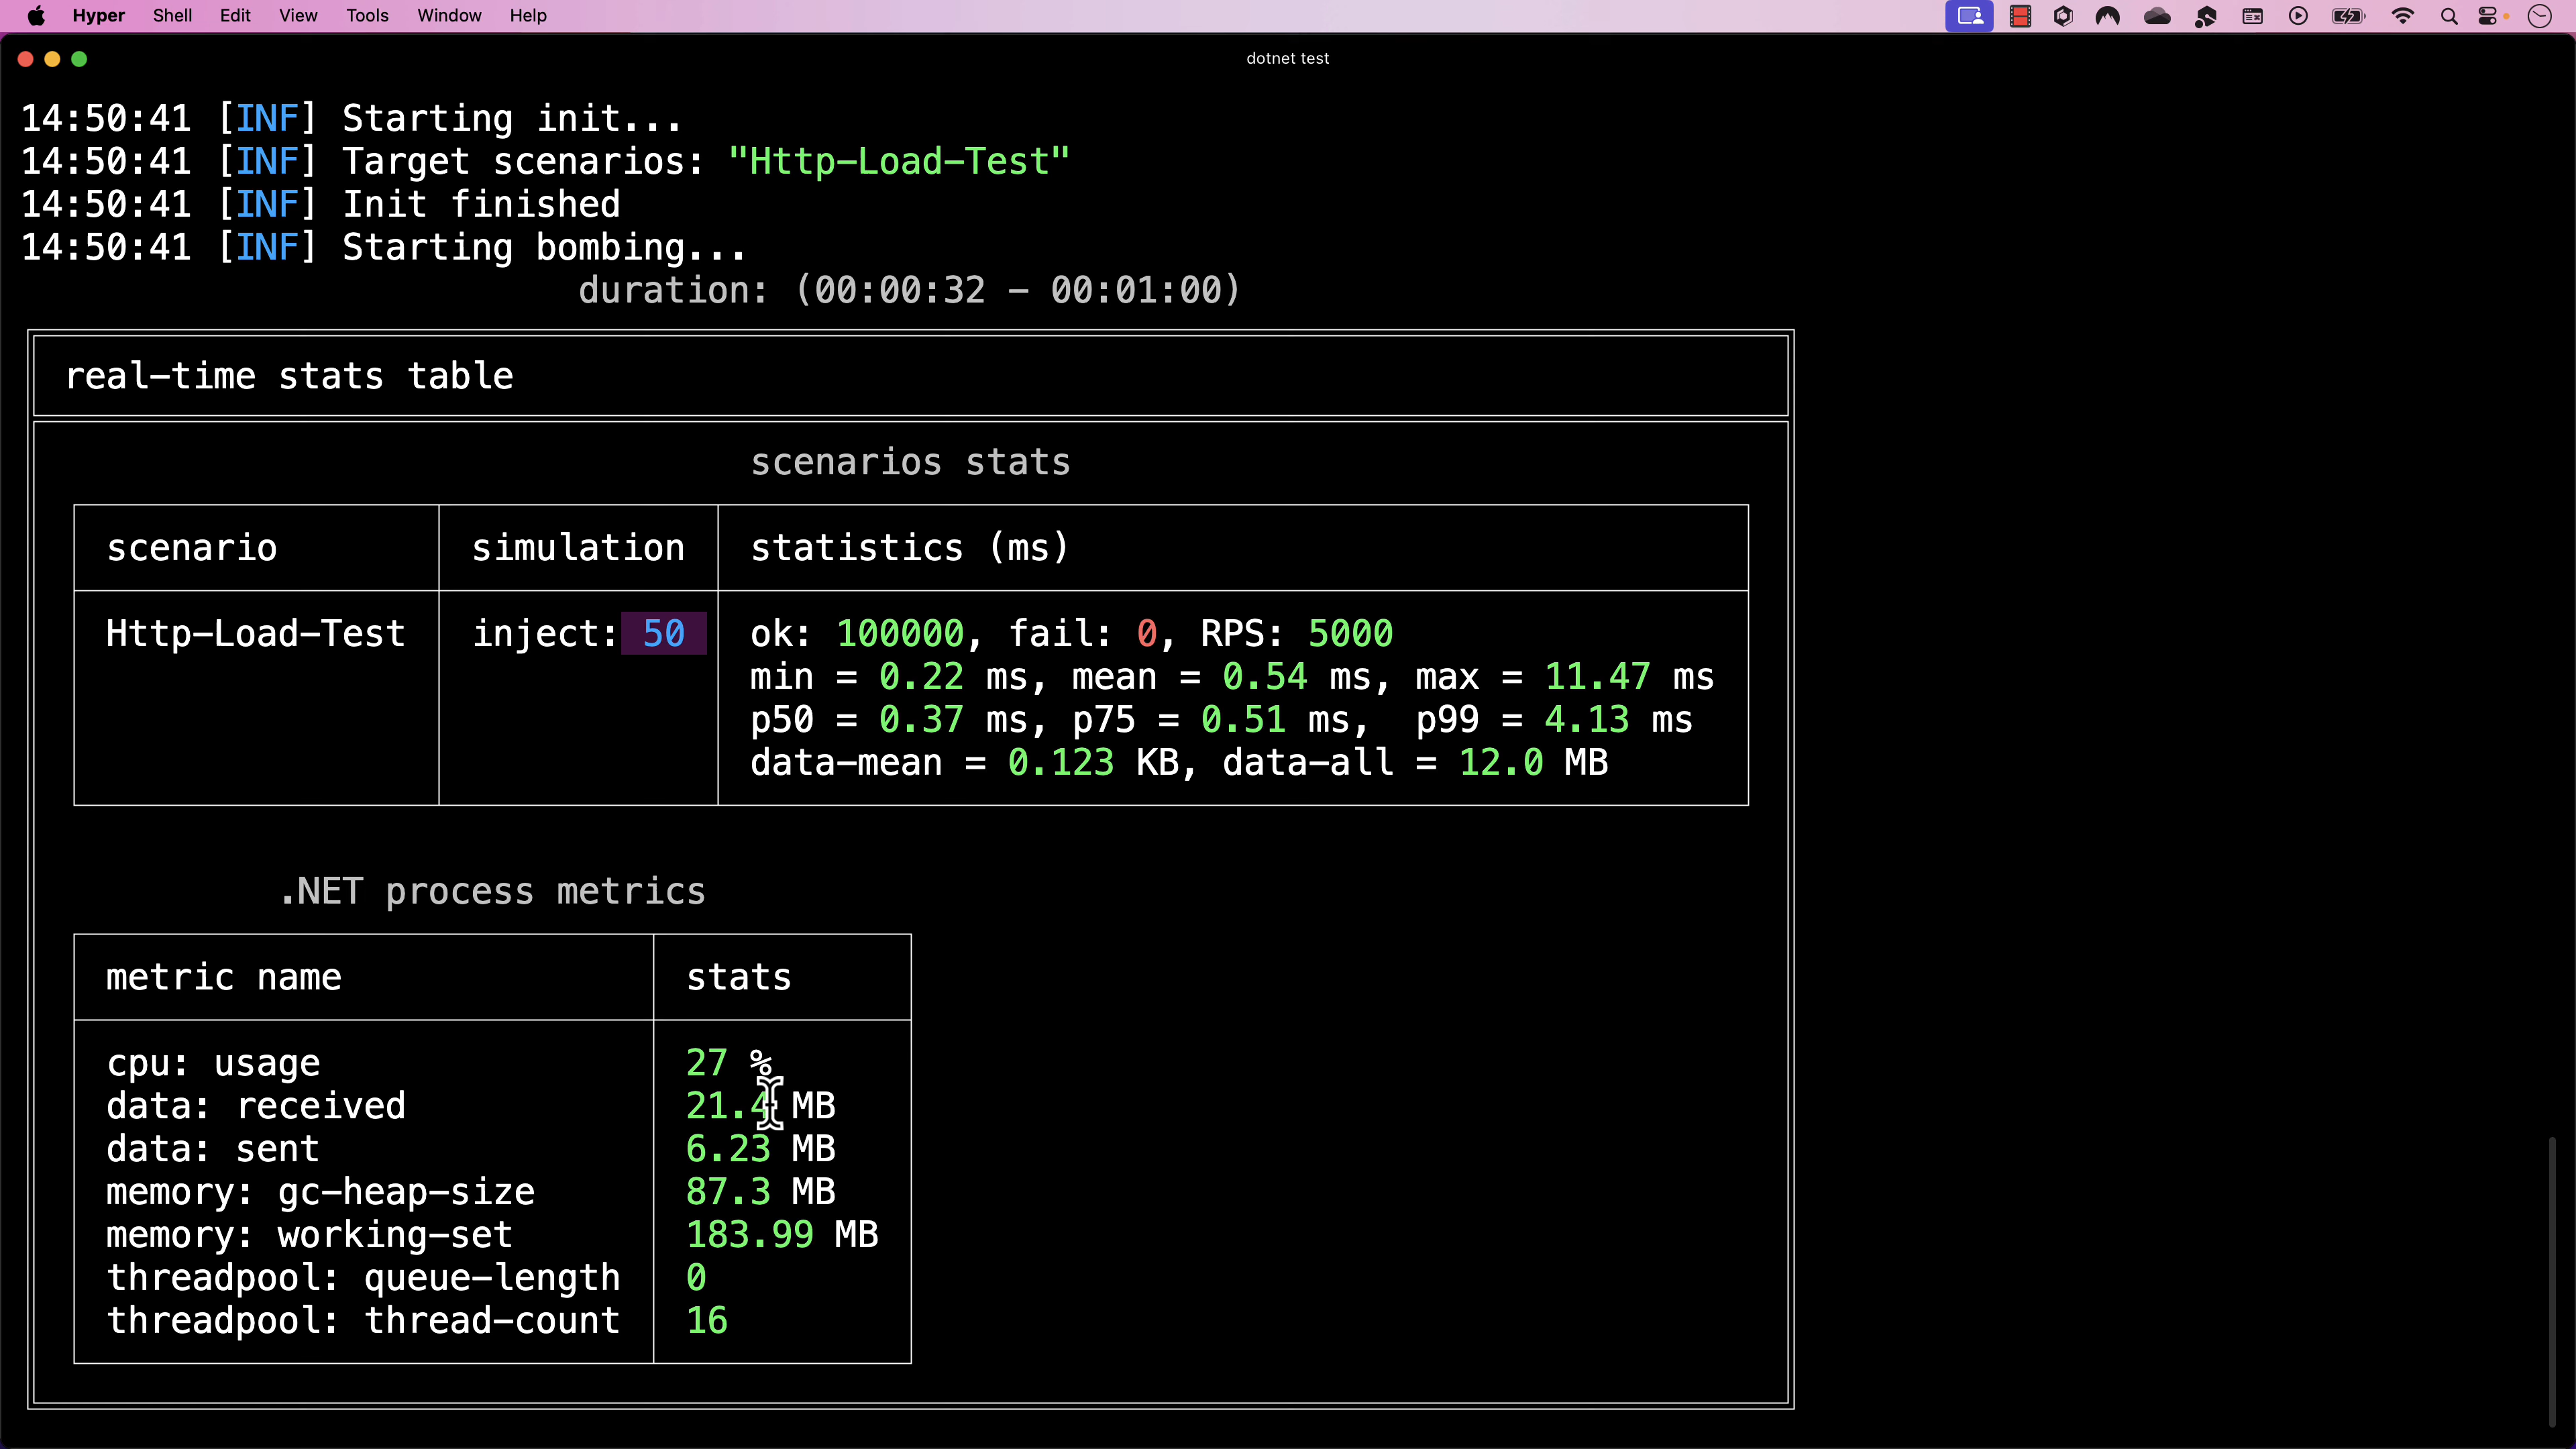 Hyper Shell Edit View Tools Window Help
dotnet test
14:50:41 [INF] Starting init...
14:50:41 [INF] Target scenarios: "Http-Load-Test"
14:50:41 [INF] Init finished
14:50:41 [INF] Starting bombing...
duration: (00:00:32 - 00:01:00)
real-time stats table
scenarios stats
scenario simulation statistics (ms)
Http-Load-Test inject: 50 ok: 100000, fail: 0, RPS: 5000
min = 0.22 ms, mean = 0.54 ms, max = 11.47 ms
p50 = 0.37 ms, p75 = 0.51 ms, p99 = 4.13 ms
data-mean = 0.123 KB, data-all = 12.0 MB
.NET process metrics
metric name stats
cpu: usage 27 %
data: received 21.4 MB
data: sent 6.23 MB
memory: gc-heap-size 87.3 MB
memory: working-set 183.99 MB
threadpool: queue-length 0
threadpool: thread-count 16